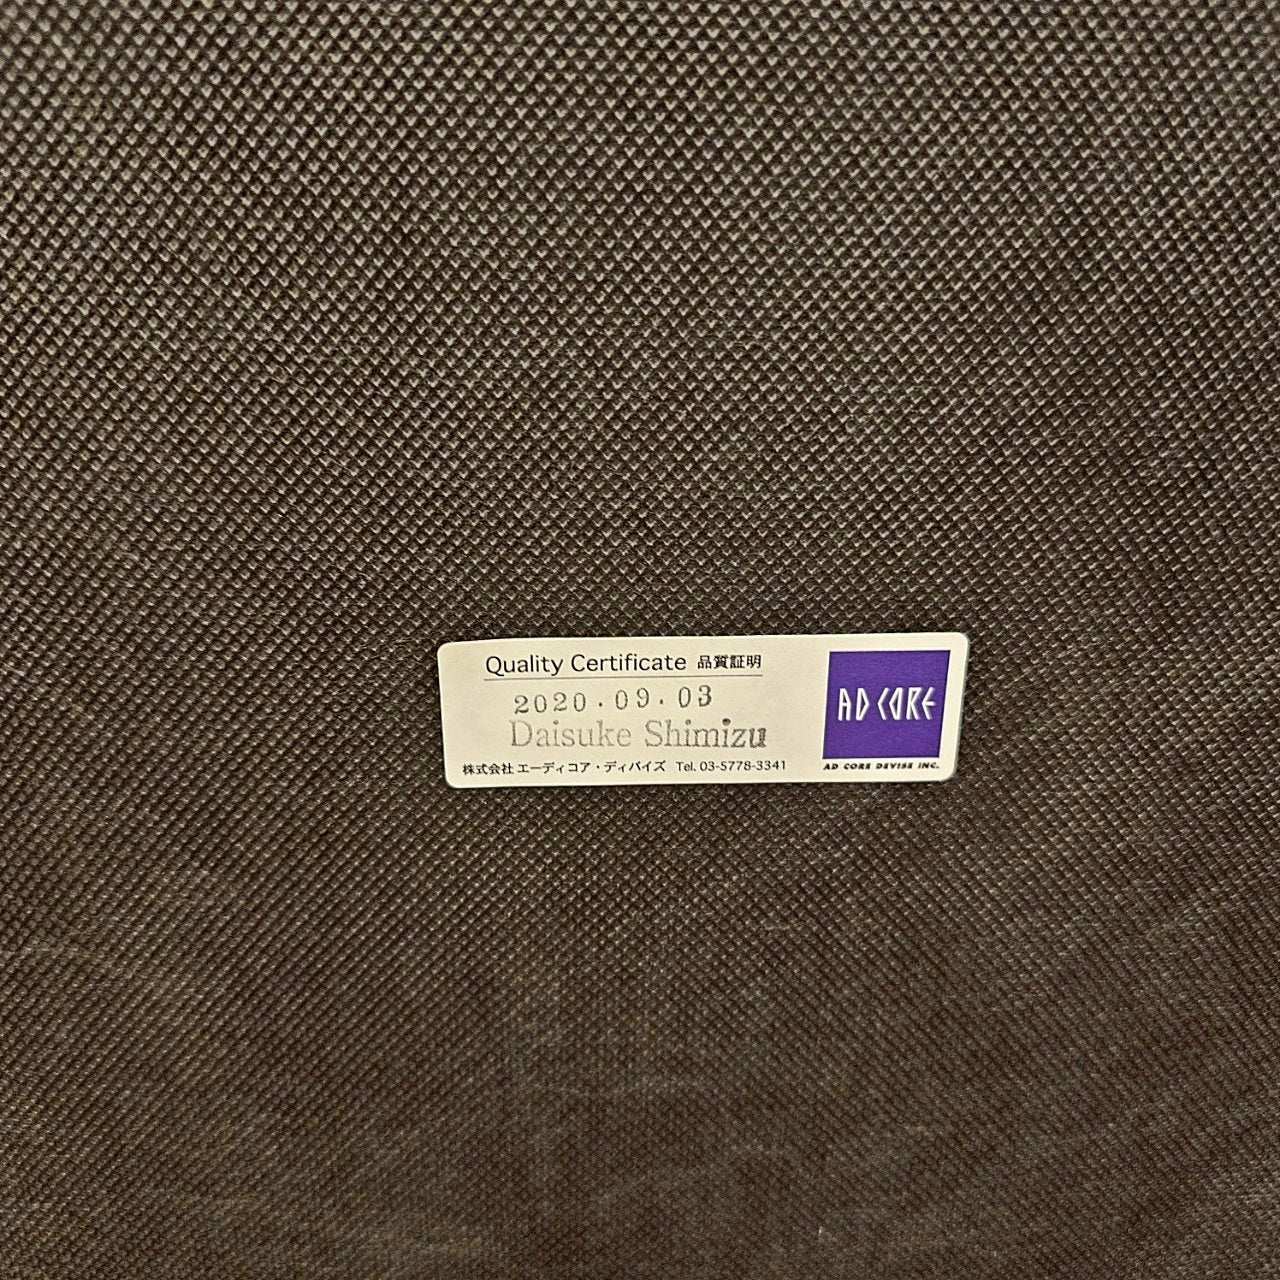 Quality Certificate 品質証明
2020.09.03
Daisuke Shimizu
株式会社 エーディコア・ディバイズ Tel. 03-5778-3341
AD CORE
AD CORE DEVISE INC.